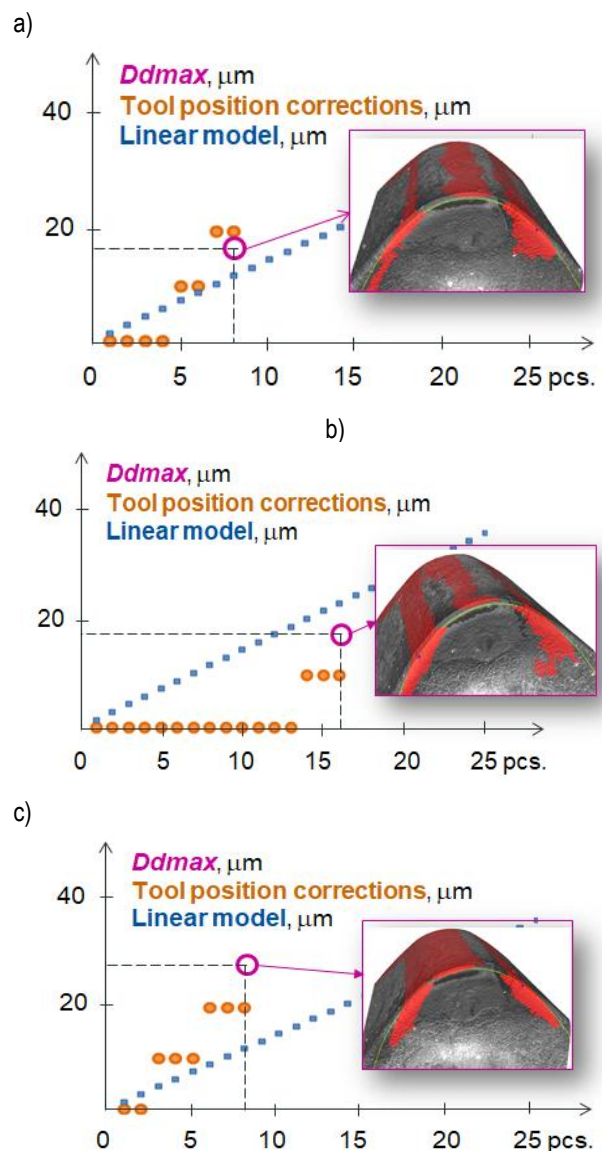 a)
Ddmax, μm
Tool position corrections, μm
Linear model, μm
40
20
0 5 10 15 20 25 pcs.
b)
Ddmax, μm
Tool position corrections, μm
Linear model, μm
40
20
0 5 10 15 20 25 pcs.
c)
Ddmax, μm
Tool position corrections, μm
Linear model, μm
40
20
0 5 10 15 20 25 pcs.